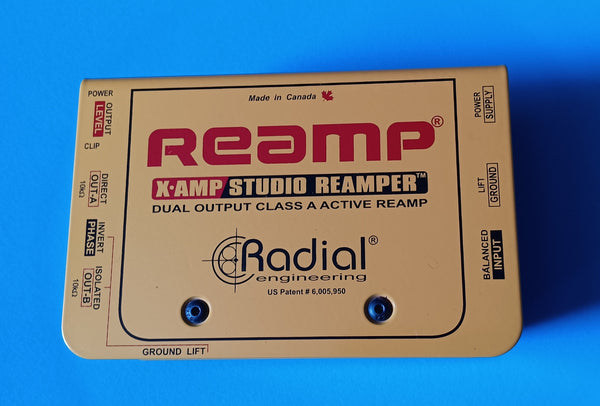 Made in Canada
REAMP®
X·AMP STUDIO REAMPER™
DUAL OUTPUT CLASS A ACTIVE REAMP
Radial®
engineering
US Patent # 6,005,950
POWER
OUTPUT
LEVEL
CLIP
DIRECT
OUT-A
10kΩ
INVERT
PHASE
ISOLATED
OUT-B
10kΩ
GROUND LIFT
POWER
SUPPLY
LIFT
GROUND
BALANCED
INPUT